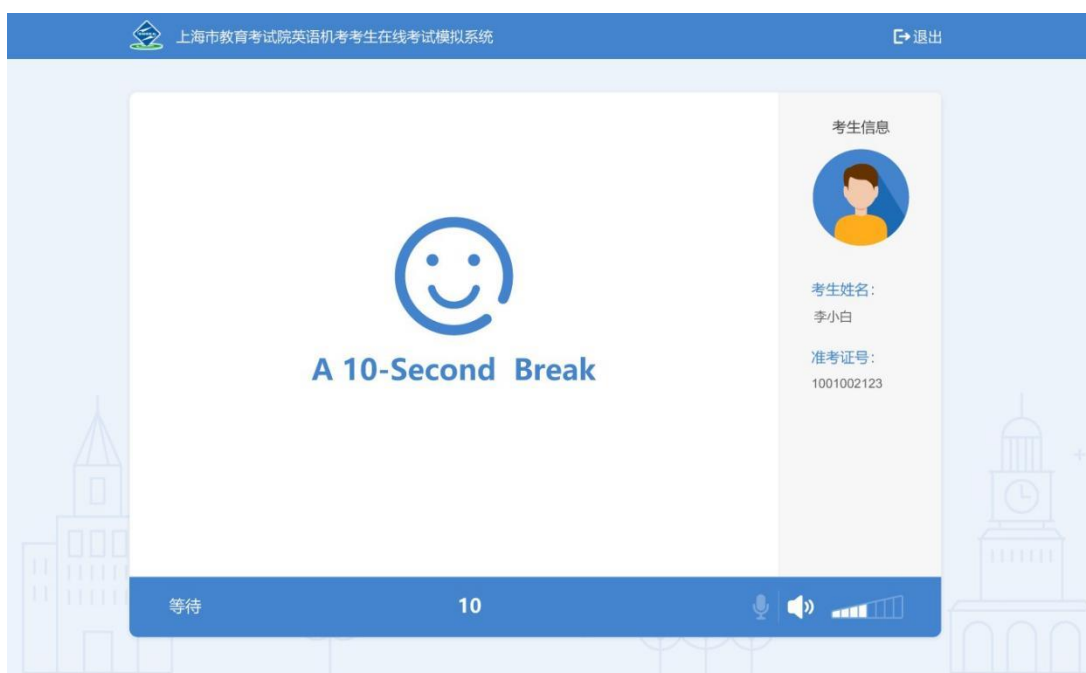 上海市教育考试院英语机考考生在线考试模拟系统
退出
A 10-Second Break
考生信息
考生姓名：
李小白
准考证号：
1001002123
等待
10